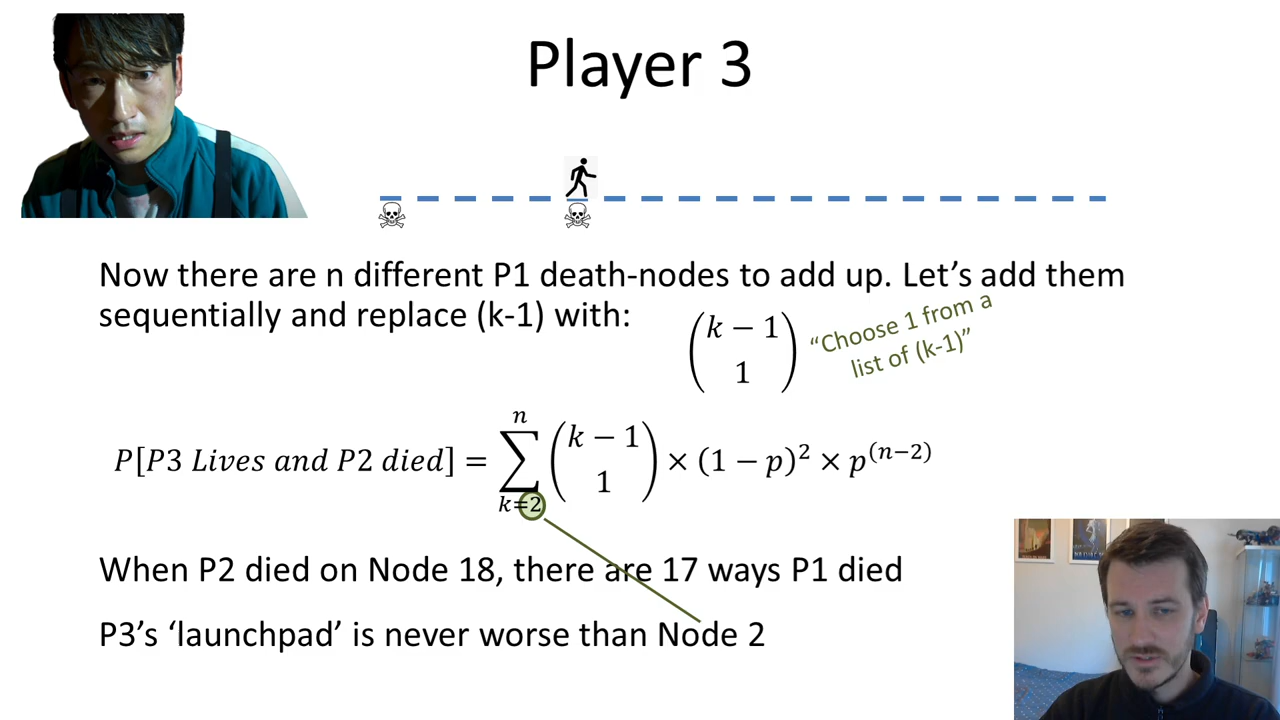 Player 3
Now there are n different P1 death-nodes to add up. Let’s add them
sequentially and replace (k-1) with:
(k − 1
1)
“Choose 1 from a
list of (k-1)”
P[P3 Lives and P2 died] = ∑_{k=2}^{n} (k − 1
1) × (1 − p)² × p^{(n−2)}
When P2 died on Node 18, there are 17 ways P1 died
P3’s ‘launchpad’ is never worse than Node 2